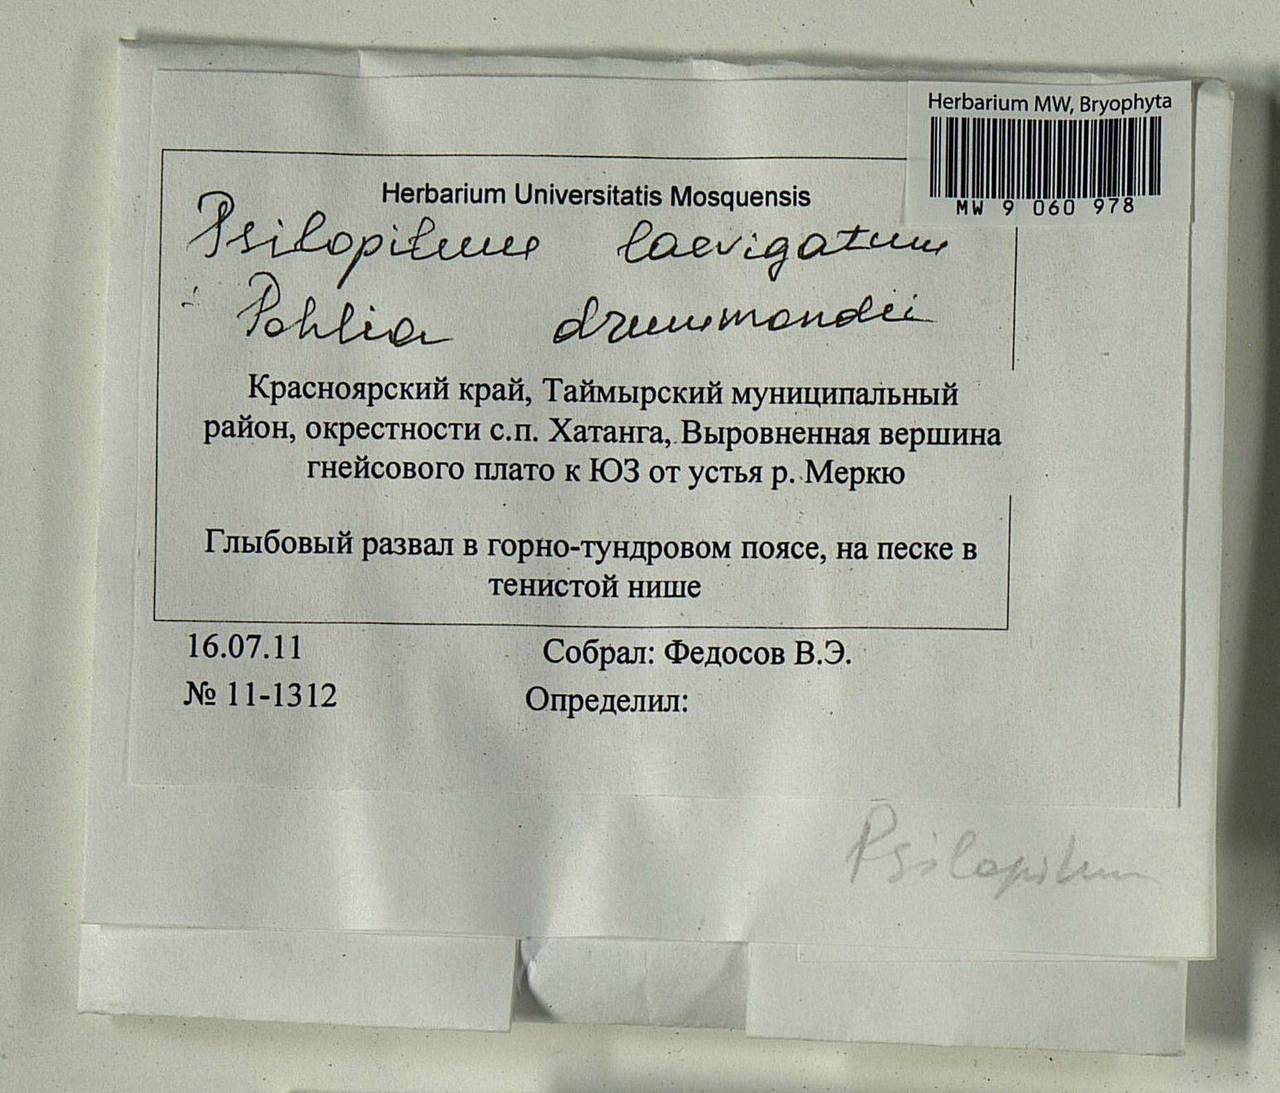 Herbarium MW, Bryophyta
MW 9 060 978
Herbarium Universitatis Mosquensis
Psilopilum laevigatum
Pohlia drummondii
Красноярский край, Таймырский муниципальный
район, окрестности с.п. Хатанга, Выровненная вершина
гнейсового плато к ЮЗ от устья р. Меркю
Глыбовый развал в горно-тундровом поясе, на песке в
тенистой нише
16.07.11 Собрал: Федосов В.Э.
№ 11-1312 Определил:
Psilopilum